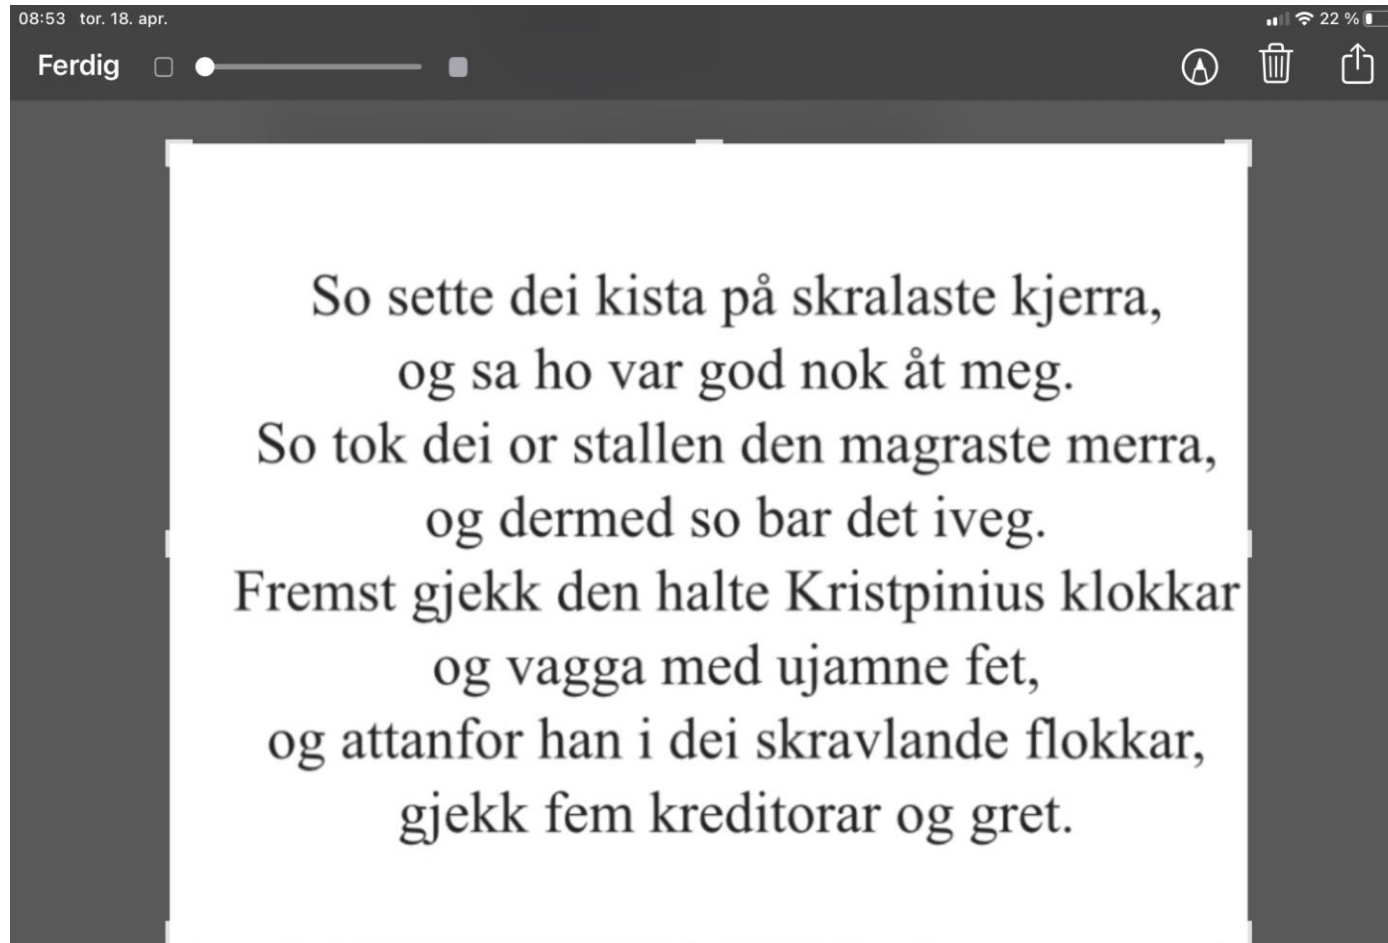 08:53 tor. 18. apr.
22 %
Ferdig
So sette dei kista på skralaste kjerra,
og sa ho var god nok åt meg.
So tok dei or stallen den magraste merra,
og dermed so bar det iveg.
Fremst gjekk den halte Kristpinius klokkar
og vagga med ujamne fet,
og attanfor han i dei skravlande flokkar,
gjekk fem kreditorar og gret.